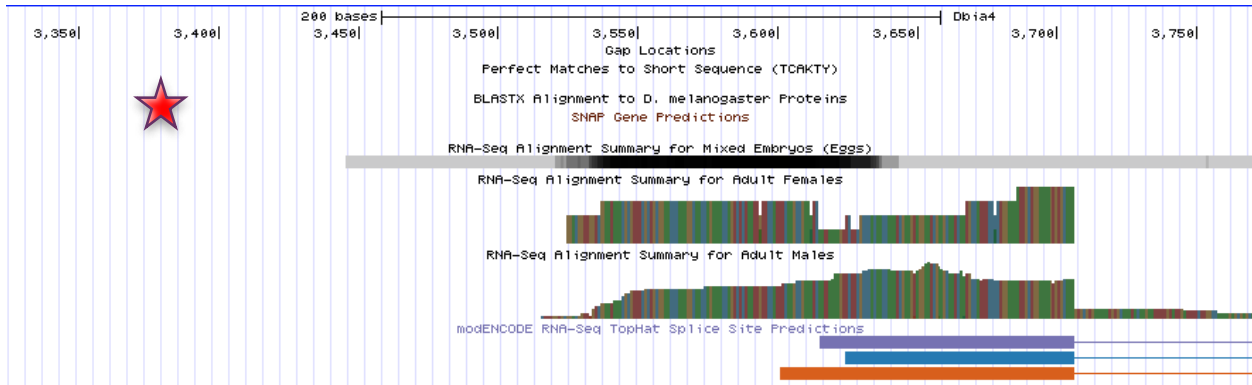 200 bases Dbia4
3,350 3,400 3,450 3,500 3,550 3,600 3,650 3,700 3,750
Gap Locations
Perfect Matches to Short Sequence (TCAKTY)
BLASTX Alignment to D. melanogaster Proteins
SNAP Gene Predictions
RNA-Seq Alignment Summary for Mixed Embryos (Eggs)
RNA-Seq Alignment Summary for Adult Females
RNA-Seq Alignment Summary for Adult Males
modENCODE RNA-Seq TopHat Splice Site Predictions